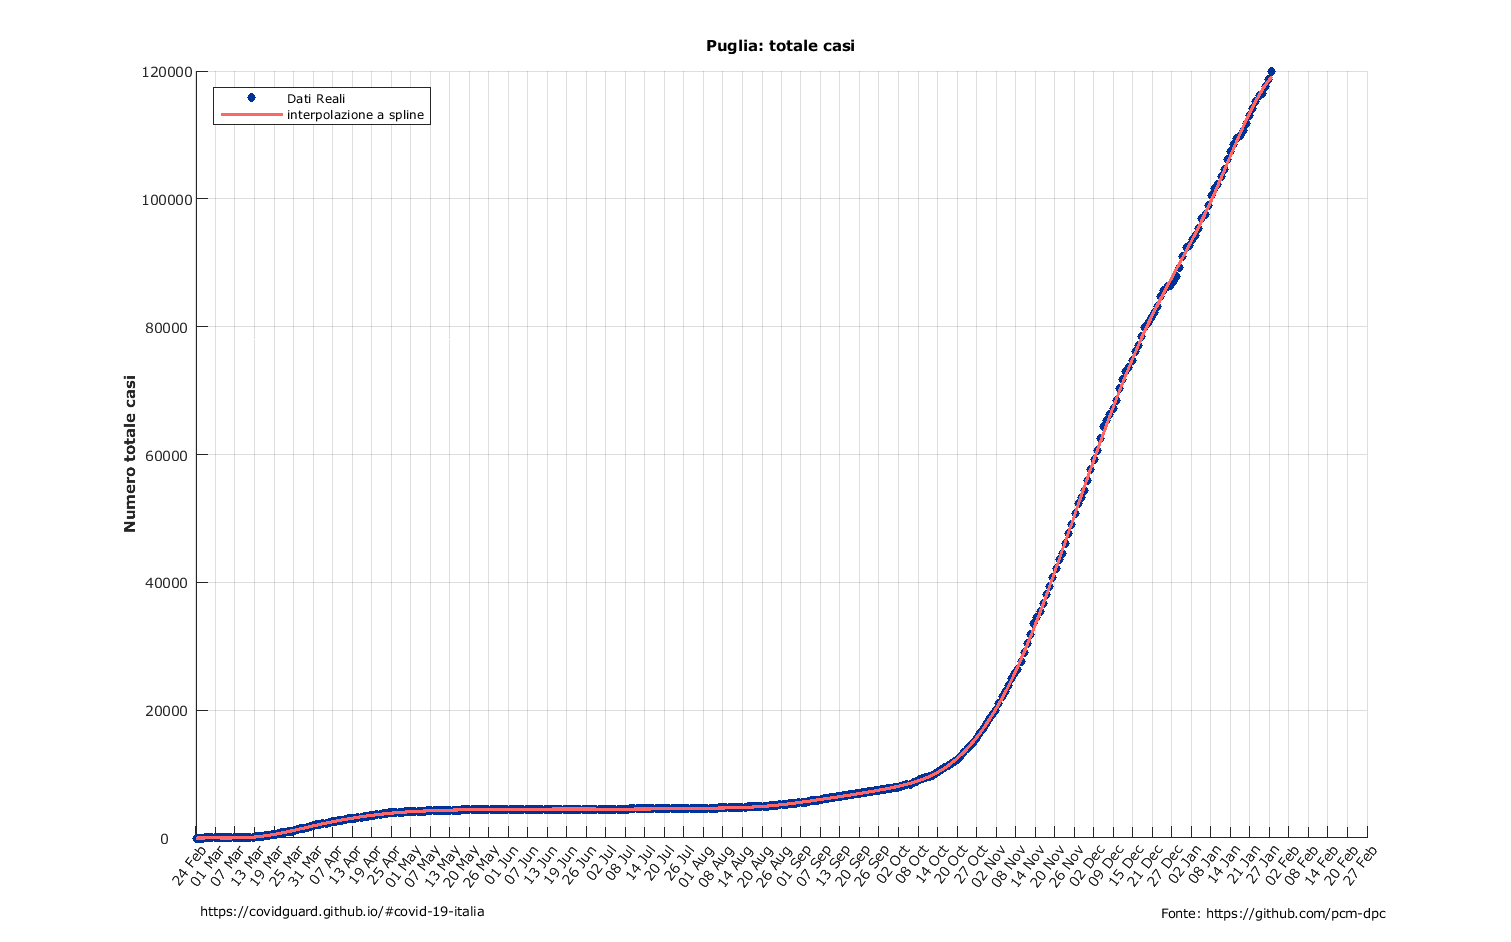 Puglia: totale casi
Dati Reali
interpolazione a spline
Numero totale casi
120000
100000
80000
60000
40000
20000
0
24 Feb
01 Mar
07 Mar
13 Mar
19 Mar
25 Mar
31 Mar
07 Apr
13 Apr
19 Apr
25 Apr
01 May
07 May
13 May
20 May
26 May
01 Jun
07 Jun
13 Jun
19 Jun
26 Jun
02 Jul
08 Jul
14 Jul
20 Jul
26 Jul
01 Aug
08 Aug
14 Aug
20 Aug
26 Aug
01 Sep
07 Sep
13 Sep
20 Sep
26 Sep
02 Oct
08 Oct
14 Oct
20 Oct
27 Oct
02 Nov
08 Nov
14 Nov
20 Nov
26 Nov
02 Dec
09 Dec
15 Dec
21 Dec
27 Dec
02 Jan
08 Jan
14 Jan
21 Jan
27 Jan
02 Feb
08 Feb
14 Feb
20 Feb
27 Feb
https://covidguard.github.io/#covid-19-italia
Fonte: https://github.com/pcm-dpc